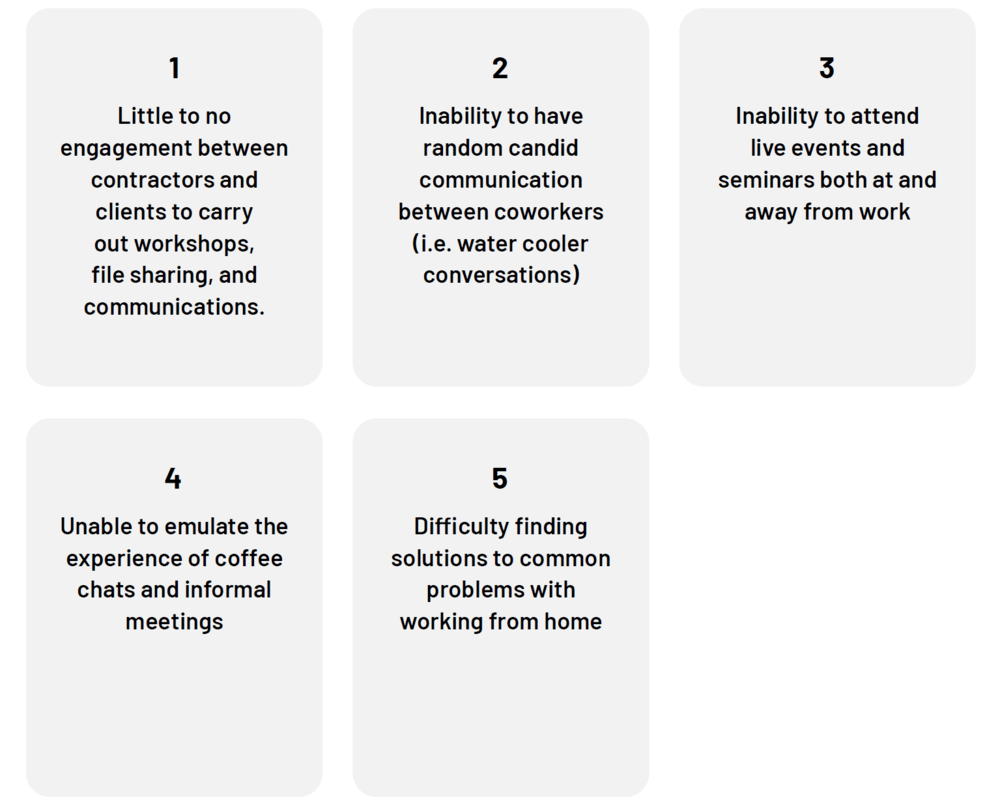 1
Little to no
engagement between
contractors and
clients to carry
out workshops,
file sharing, and
communications.
2
Inability to have
random candid
communication
between coworkers
(i.e. water cooler
conversations)
3
Inability to attend
live events and
seminars both at and
away from work
4
Unable to emulate the
experience of coffee
chats and informal
meetings
5
Difficulty finding
solutions to common
problems with
working from home